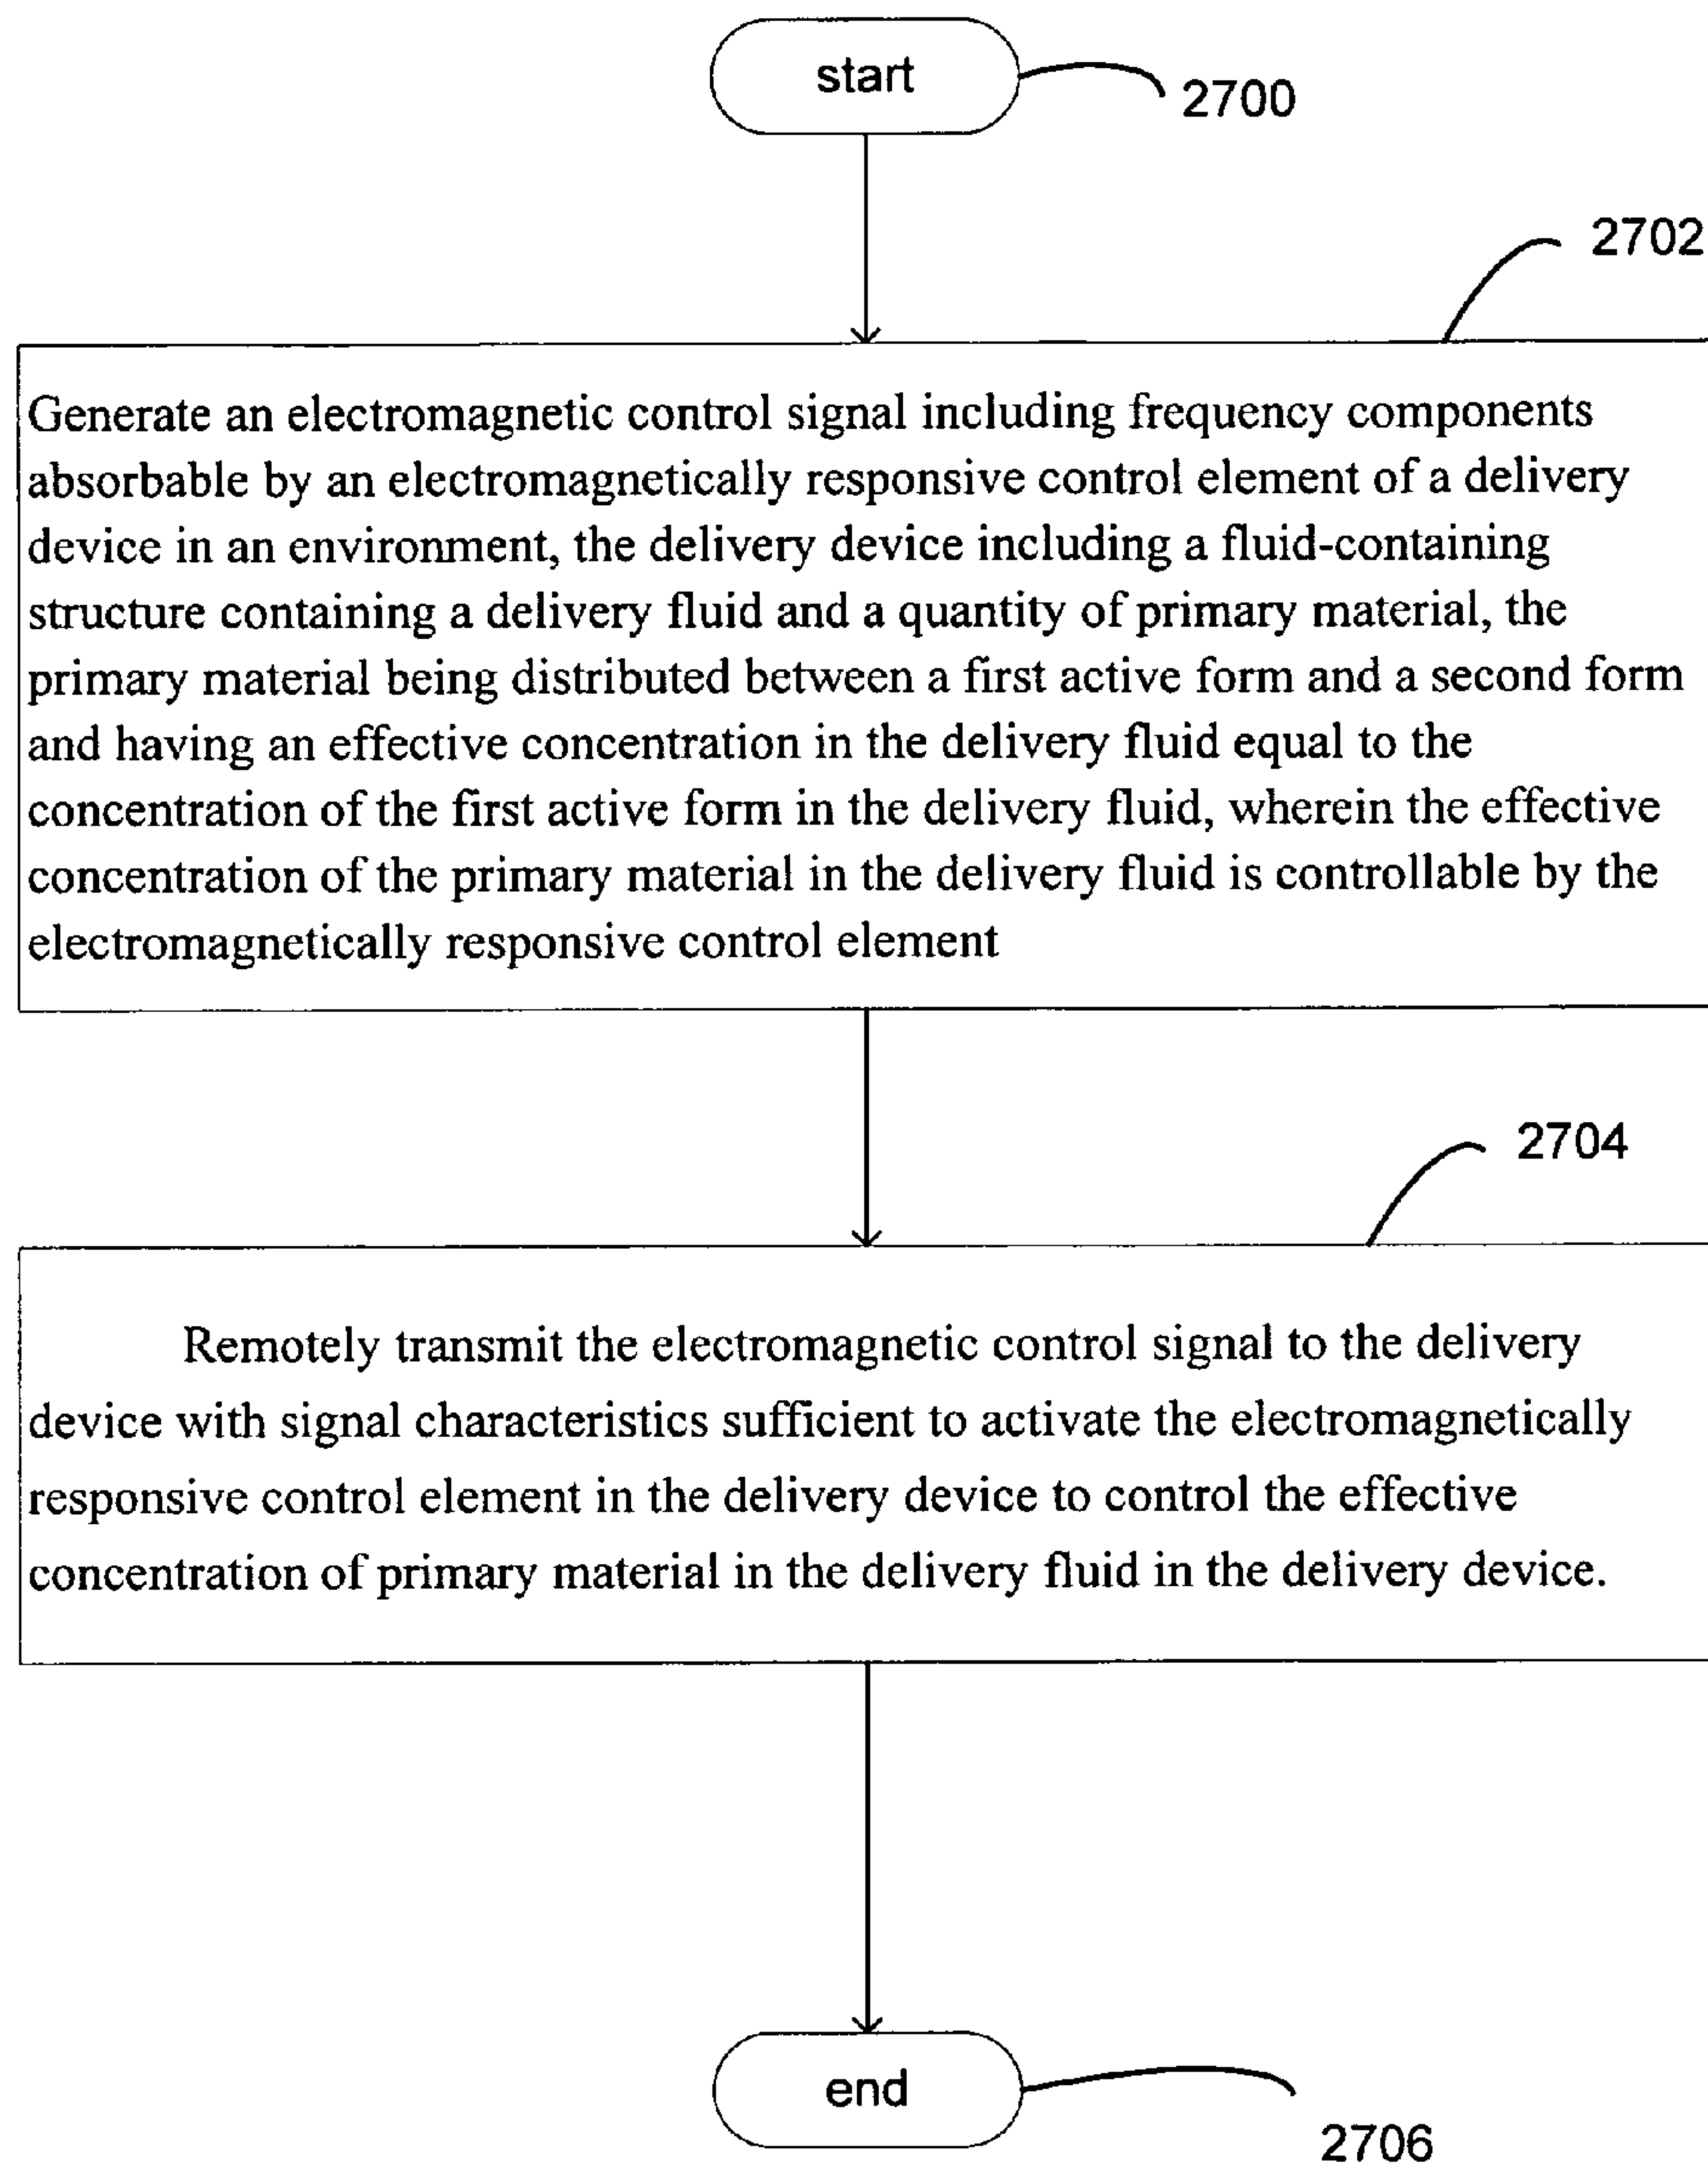 start
2700
2702
Generate an electromagnetic control signal including frequency components
absorbable by an electromagnetically responsive control element of a delivery
device in an environment, the delivery device including a fluid-containing
structure containing a delivery fluid and a quantity of primary material, the
primary material being distributed between a first active form and a second form
and having an effective concentration in the delivery fluid equal to the
concentration of the first active form in the delivery fluid, wherein the effective
concentration of the primary material in the delivery fluid is controllable by the
electromagnetically responsive control element
2704
Remotely transmit the electromagnetic control signal to the delivery
device with signal characteristics sufficient to activate the electromagnetically
responsive control element in the delivery device to control the effective
concentration of primary material in the delivery fluid in the delivery device.
end
2706